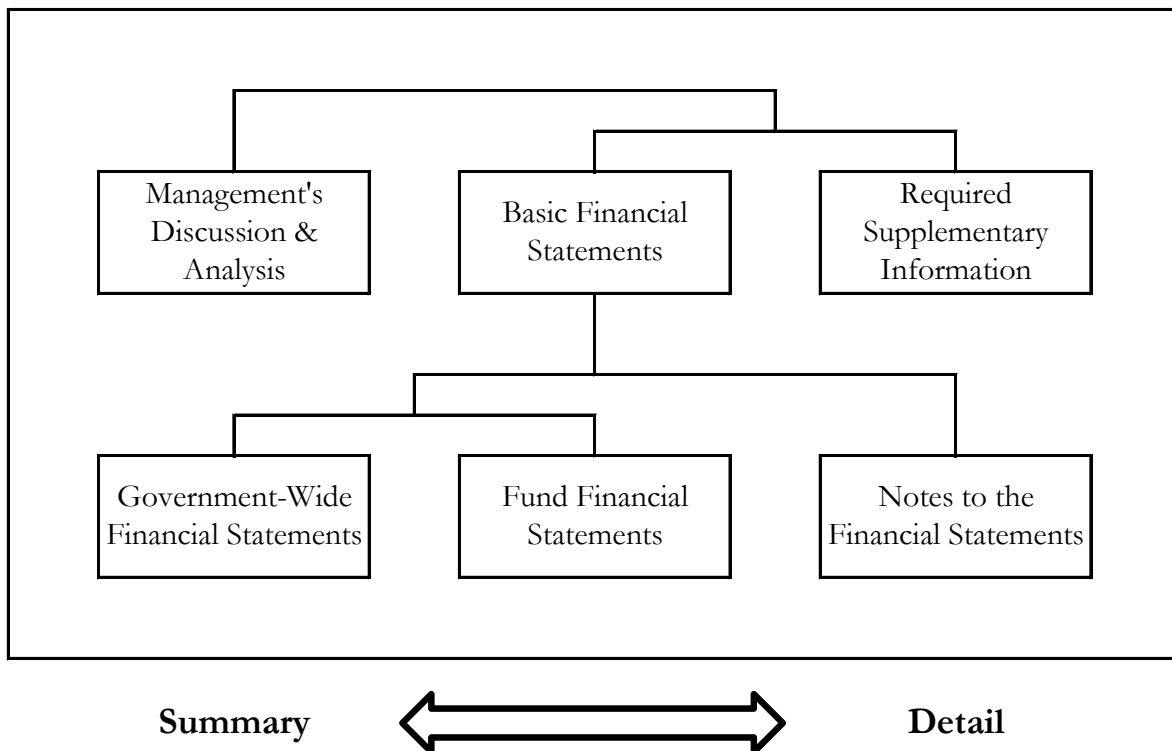 Management's
Discussion &
Analysis
Basic Financial
Statements
Required
Supplementary
Information
Government-Wide
Financial Statements
Fund Financial
Statements
Notes to the
Financial Statements
Summary
Detail